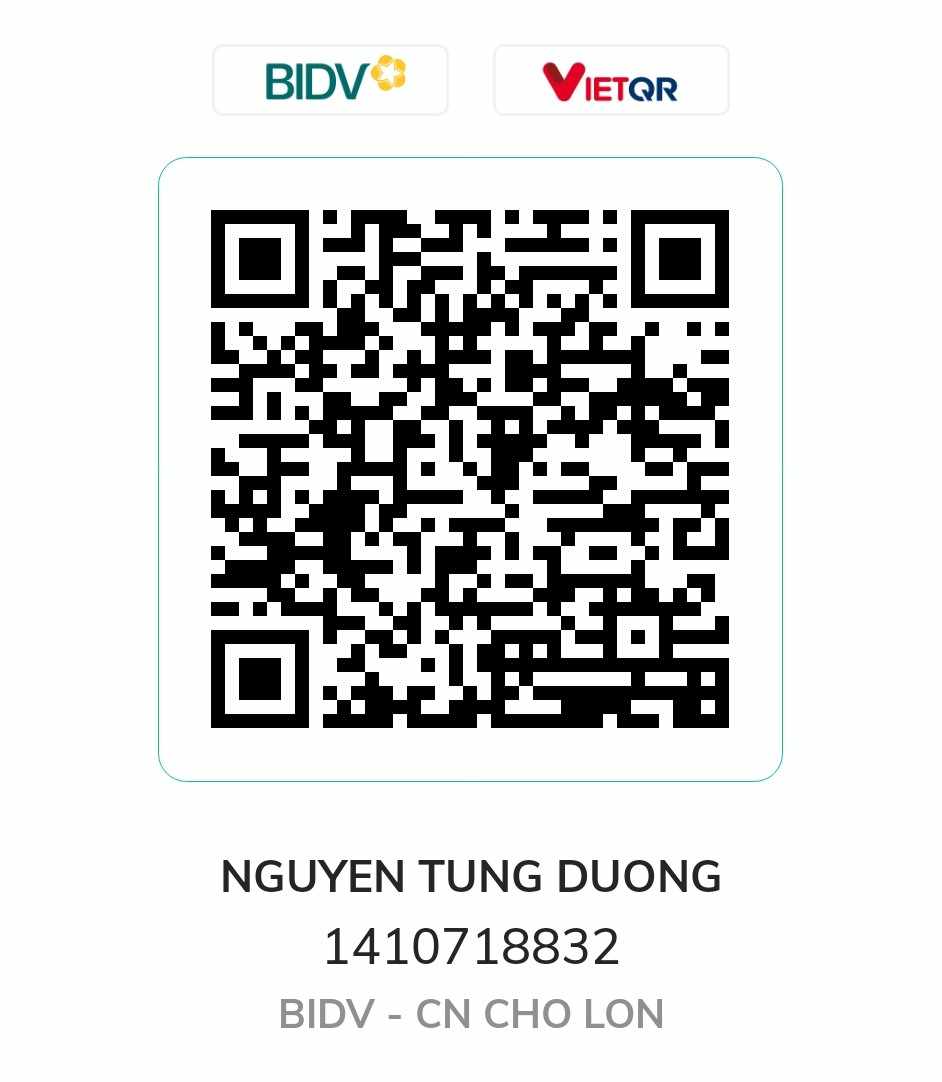 BIDV VIETQR
NGUYEN TUNG DUONG
1410718832
BIDV - CN CHO LON